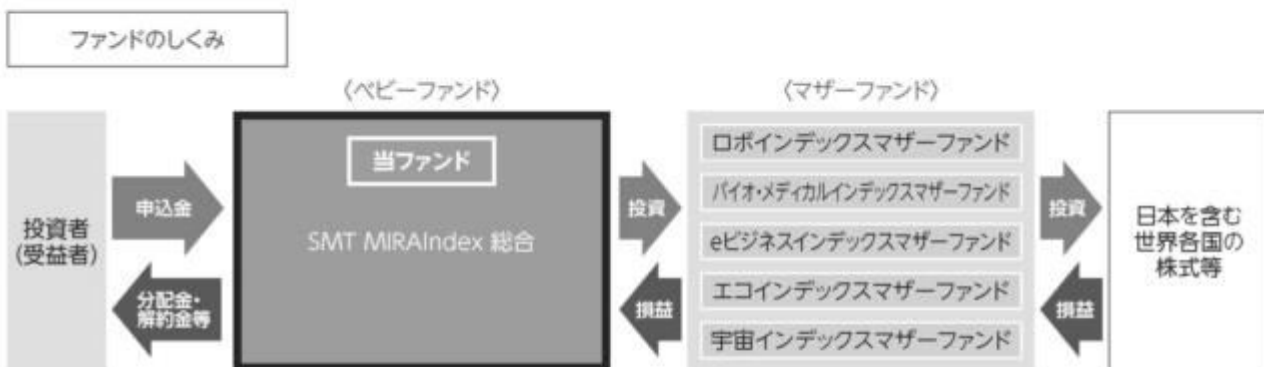 ファンドのしくみ
〈ベビーファンド〉
〈マザーファンド〉
投資者
(受益者)
申込金
分配金・
解約金等
当ファンド
SMT MIRAIndex 総合
投資
損益
ロボインデックスマザーファンド
バイオ・メディカルインデックスマザーファンド
eビジネスインデックスマザーファンド
エコインデックスマザーファンド
宇宙インデックスマザーファンド
投資
損益
日本を含む
世界各国の
株式等